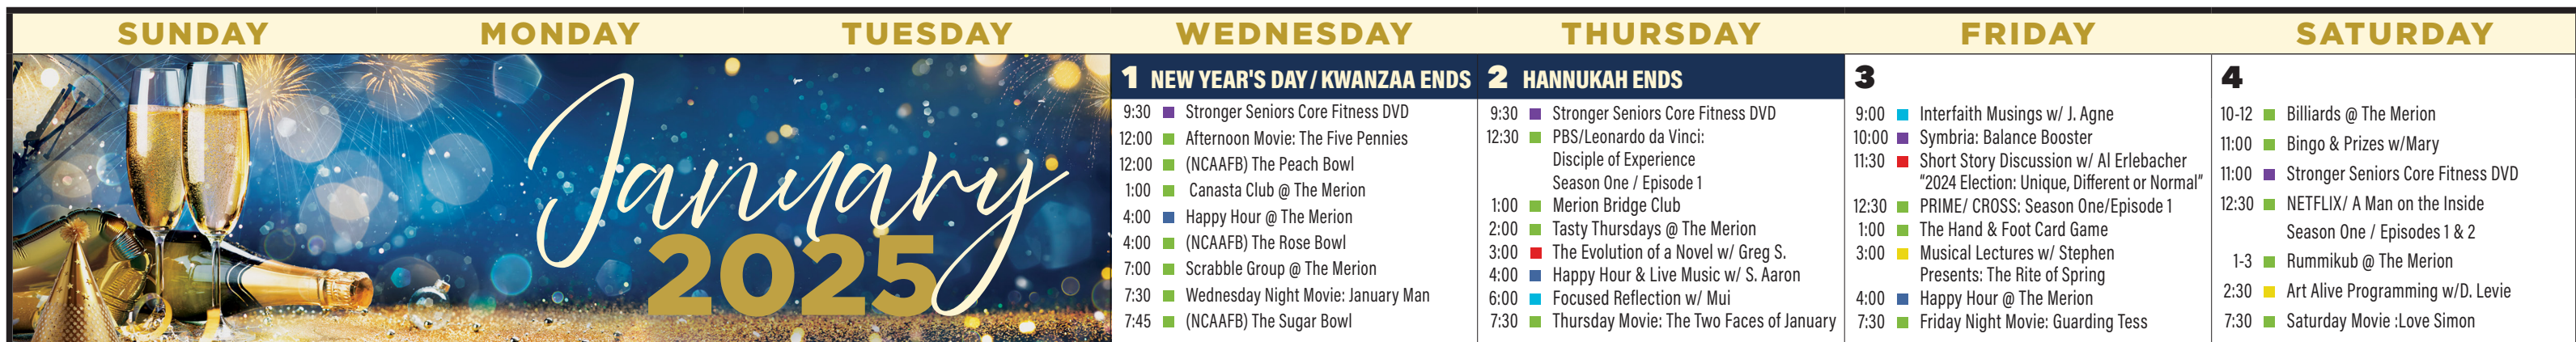 SUNDAY MONDAY TUESDAY WEDNESDAY THURSDAY FRIDAY SATURDAY
January
2025
1 NEW YEAR'S DAY / KWANZAA ENDS
9:30 Stronger Seniors Core Fitness DVD
12:00 Afternoon Movie: The Five Pennies
12:00 (NCAAFB) The Peach Bowl
1:00 Canasta Club @ The Merion
4:00 Happy Hour @ The Merion
4:00 (NCAAFB) The Rose Bowl
7:00 Scrabble Group @ The Merion
7:30 Wednesday Night Movie: January Man
7:45 (NCAAFB) The Sugar Bowl
2 HANNUKAH ENDS
9:30 Stronger Seniors Core Fitness DVD
12:30 PBS/Leonardo da Vinci:
Disciple of Experience
Season One / Episode 1
1:00 Merion Bridge Club
2:00 Tasty Thursdays @ The Merion
3:00 The Evolution of a Novel w/ Greg S.
4:00 Happy Hour & Live Music w/ S. Aaron
6:00 Focused Reflection w/ Mui
7:30 Thursday Movie: The Two Faces of January
3
9:00 Interfaith Musings w/ J. Agne
10:00 Symbria: Balance Booster
11:30 Short Story Discussion w/ Al Erlebacher
"2024 Election: Unique, Different or Normal"
12:30 PRIME/ CROSS: Season One/Episode 1
1:00 The Hand & Foot Card Game
3:00 Musical Lectures w/ Stephen
Presents: The Rite of Spring
4:00 Happy Hour @ The Merion
7:30 Friday Night Movie: Guarding Tess
4
10-12 Billiards @ The Merion
11:00 Bingo & Prizes w/Mary
11:00 Stronger Seniors Core Fitness DVD
12:30 NETFLIX/ A Man on the Inside
Season One / Episodes 1 & 2
1-3 Rummikub @ The Merion
2:30 Art Alive Programming w/D. Levie
7:30 Saturday Movie :Love Simon